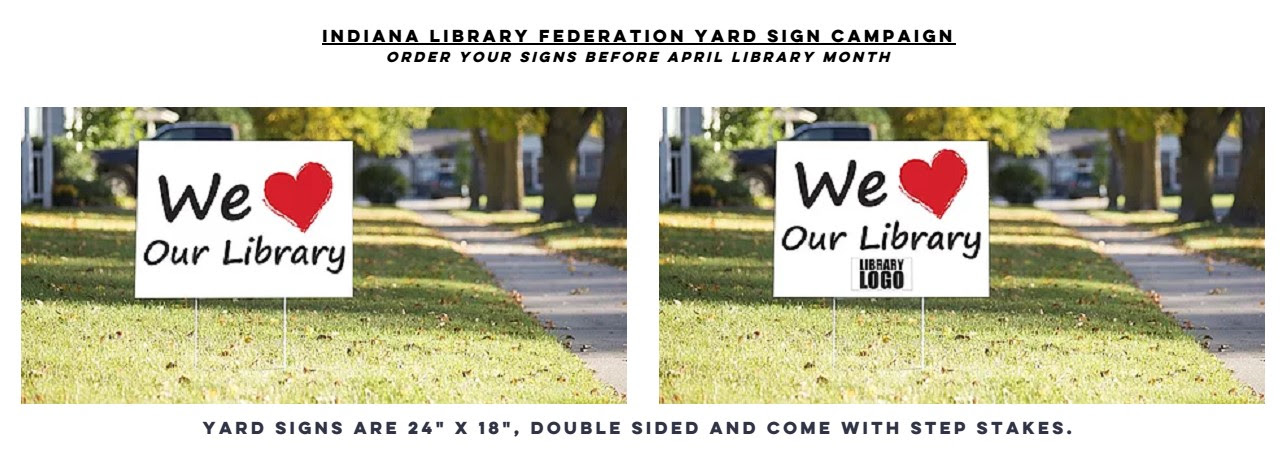 INDIANA LIBRARY FEDERATION YARD SIGN CAMPAIGN
ORDER YOUR SIGNS BEFORE APRIL LIBRARY MONTH
We
Our Library
We
Our Library
LIBRARY
LOGO
YARD SIGNS ARE 24" X 18", DOUBLE SIDED AND COME WITH STEP STAKES.